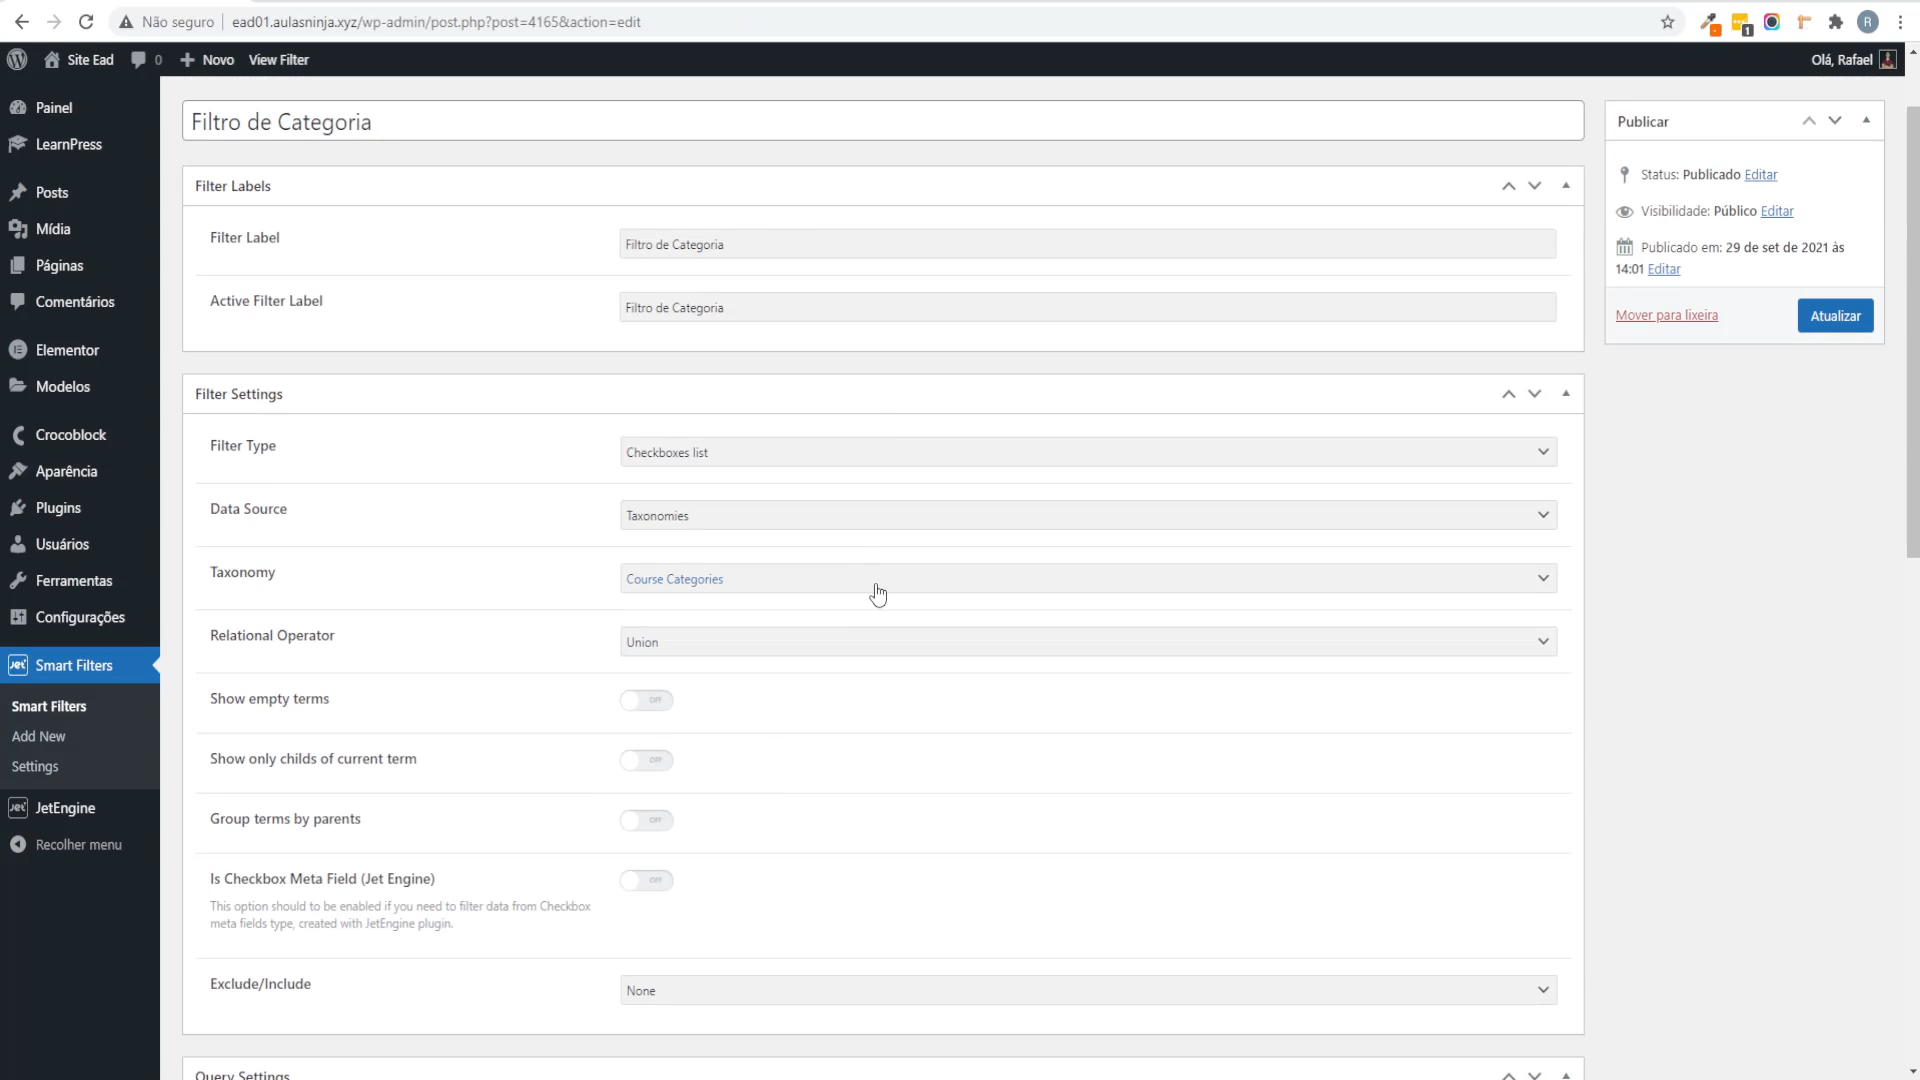 Não seguro
ead01.aulasninja.xyz/wp-admin/post.php?post=4165&action=edit
1
R
Site Ead
0
Novo
View Filter
Olá, Rafael
Painel
LearnPress
Posts
Mídia
Páginas
Comentários
Elementor
Modelos
Crocoblock
Aparência
Plugins
Usuários
Ferramentas
Configurações
Jet Smart Filters
Smart Filters
Add New
Settings
Jet JetEngine
Recolher menu
Filtro de Categoria
Filter Labels
Filter Label
Filtro de Categoria
Active Filter Label
Filtro de Categoria
Filter Settings
Filter Type
Checkboxes list
Data Source
Taxonomies
Taxonomy
Course Categories
Relational Operator
Union
Show empty terms
OFF
Show only childs of current term
OFF
Group terms by parents
OFF
Is Checkbox Meta Field (Jet Engine)
OFF
This option should to be enabled if you need to filter data from Checkbox
meta fields type, created with JetEngine plugin.
Exclude/Include
None
Query Settings
Publicar
Status: Publicado Editar
Visibilidade: Público Editar
Publicado em: 29 de set de 2021 às
14:01 Editar
Mover para lixeira
Atualizar